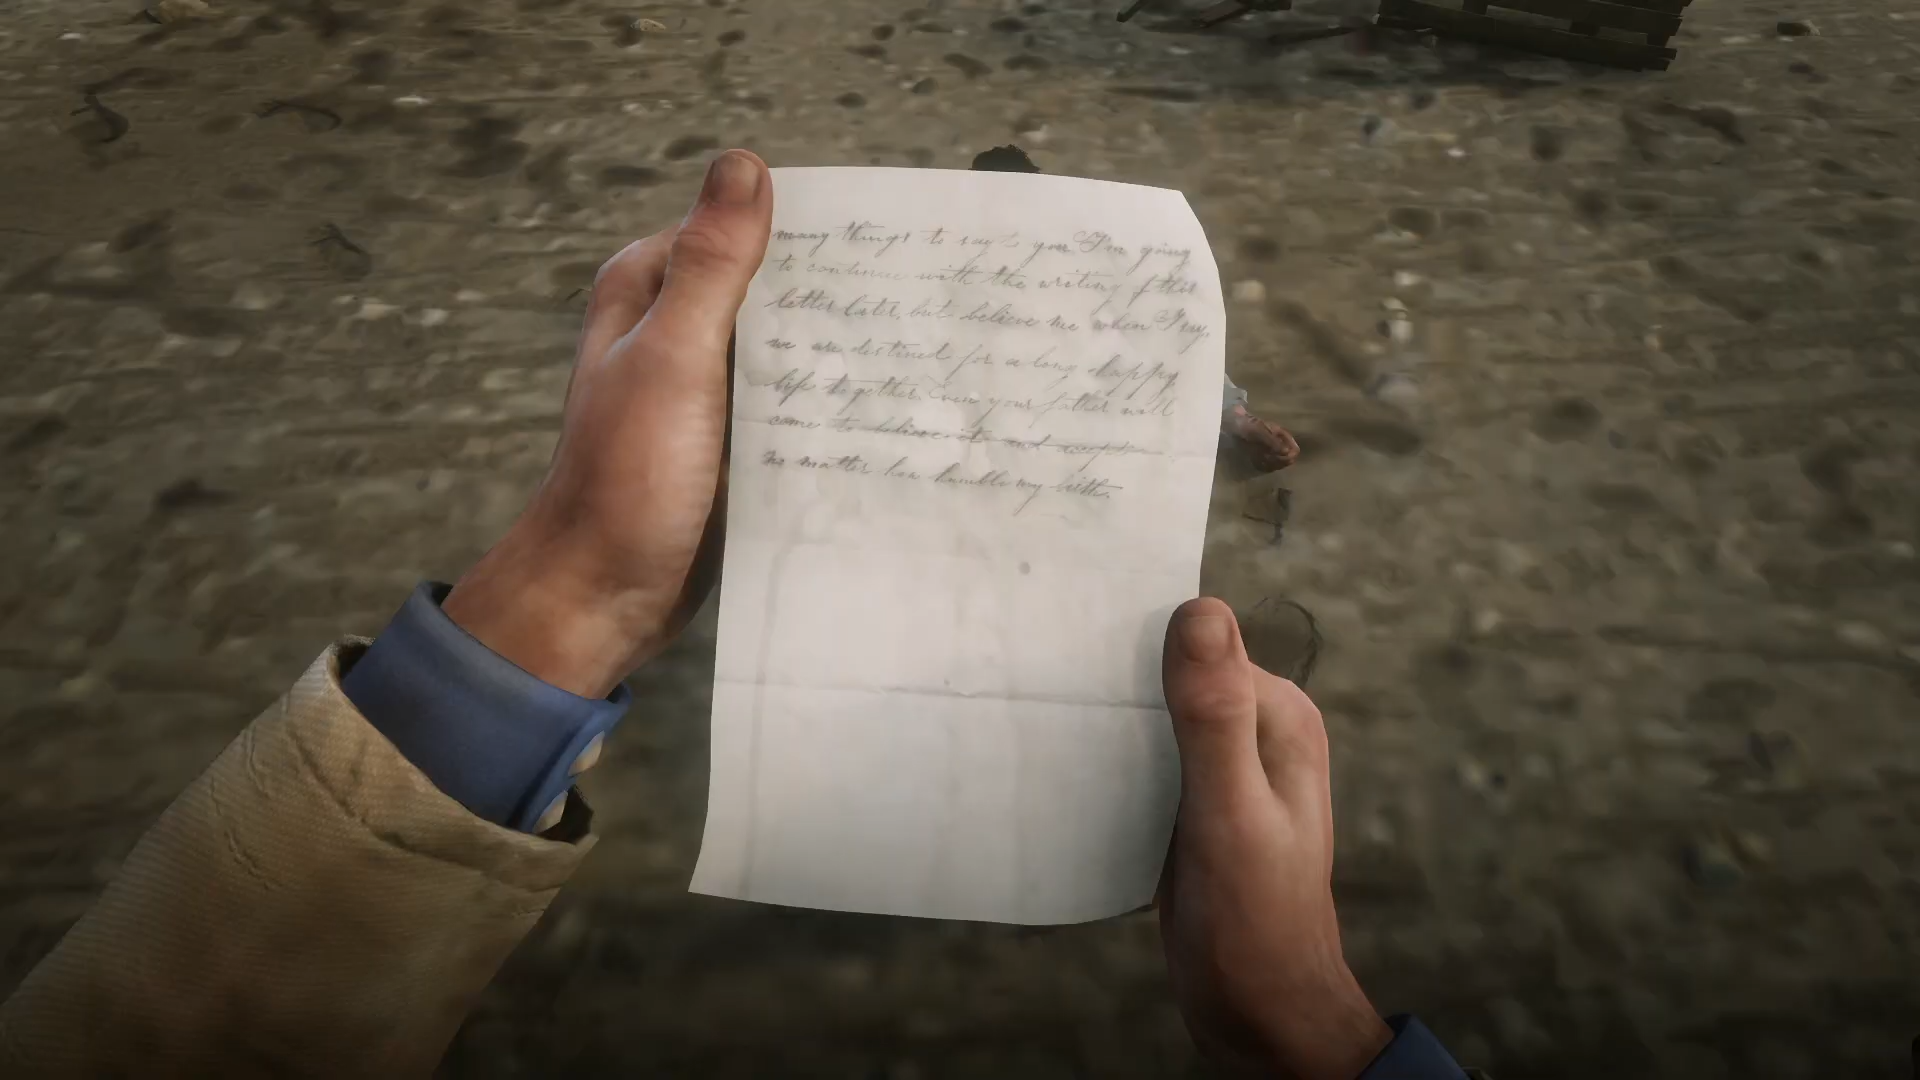 many things to say to you. I'm going
to continue with the writing of this
letter later, but believe me when I say,
we are destined for a long happy
life together. Even your father will
come to believe it and accept
no matter how humble my birth.